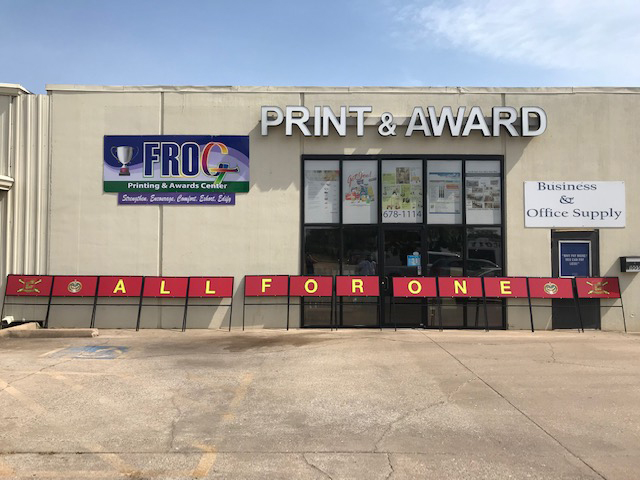 PRINT & AWARD
FROG
Printing & Awards Center
Strengthen, Encourage, Comfort, Exhort, Edify
678-1114
Business
&
Office Supply
ALL FOR ONE